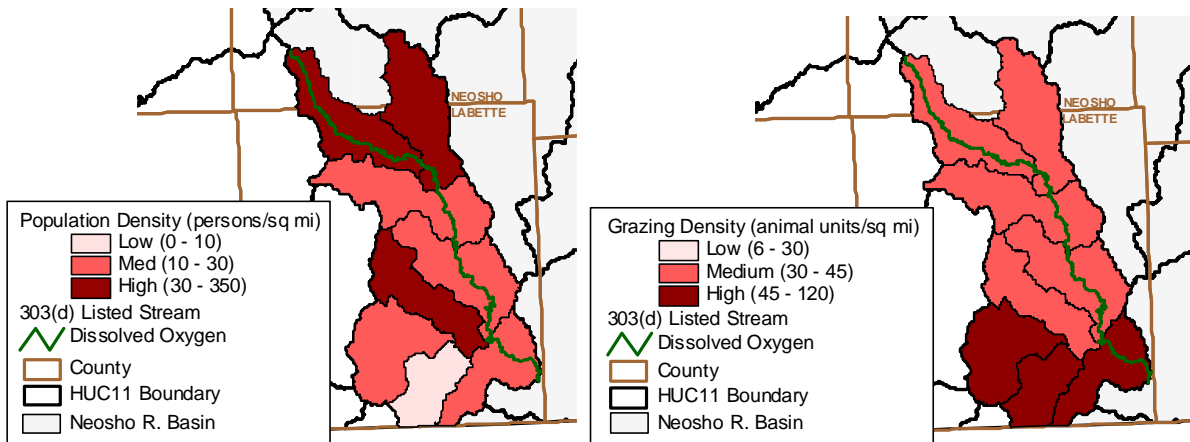 NEOSHO
LABETTE
Population Density (persons/sq mi)
Low (0 - 10)
Med (10 - 30)
High (30 - 350)
303(d) Listed Stream
Dissolved Oxygen
County
HUC11 Boundary
Neosho R. Basin
NEOSHO
LABETTE
Grazing Density (animal units/sq mi)
Low (6 - 30)
Medium (30 - 45)
High (45 - 120)
303(d) Listed Stream
Dissolved Oxygen
County
HUC11 Boundary
Neosho R. Basin